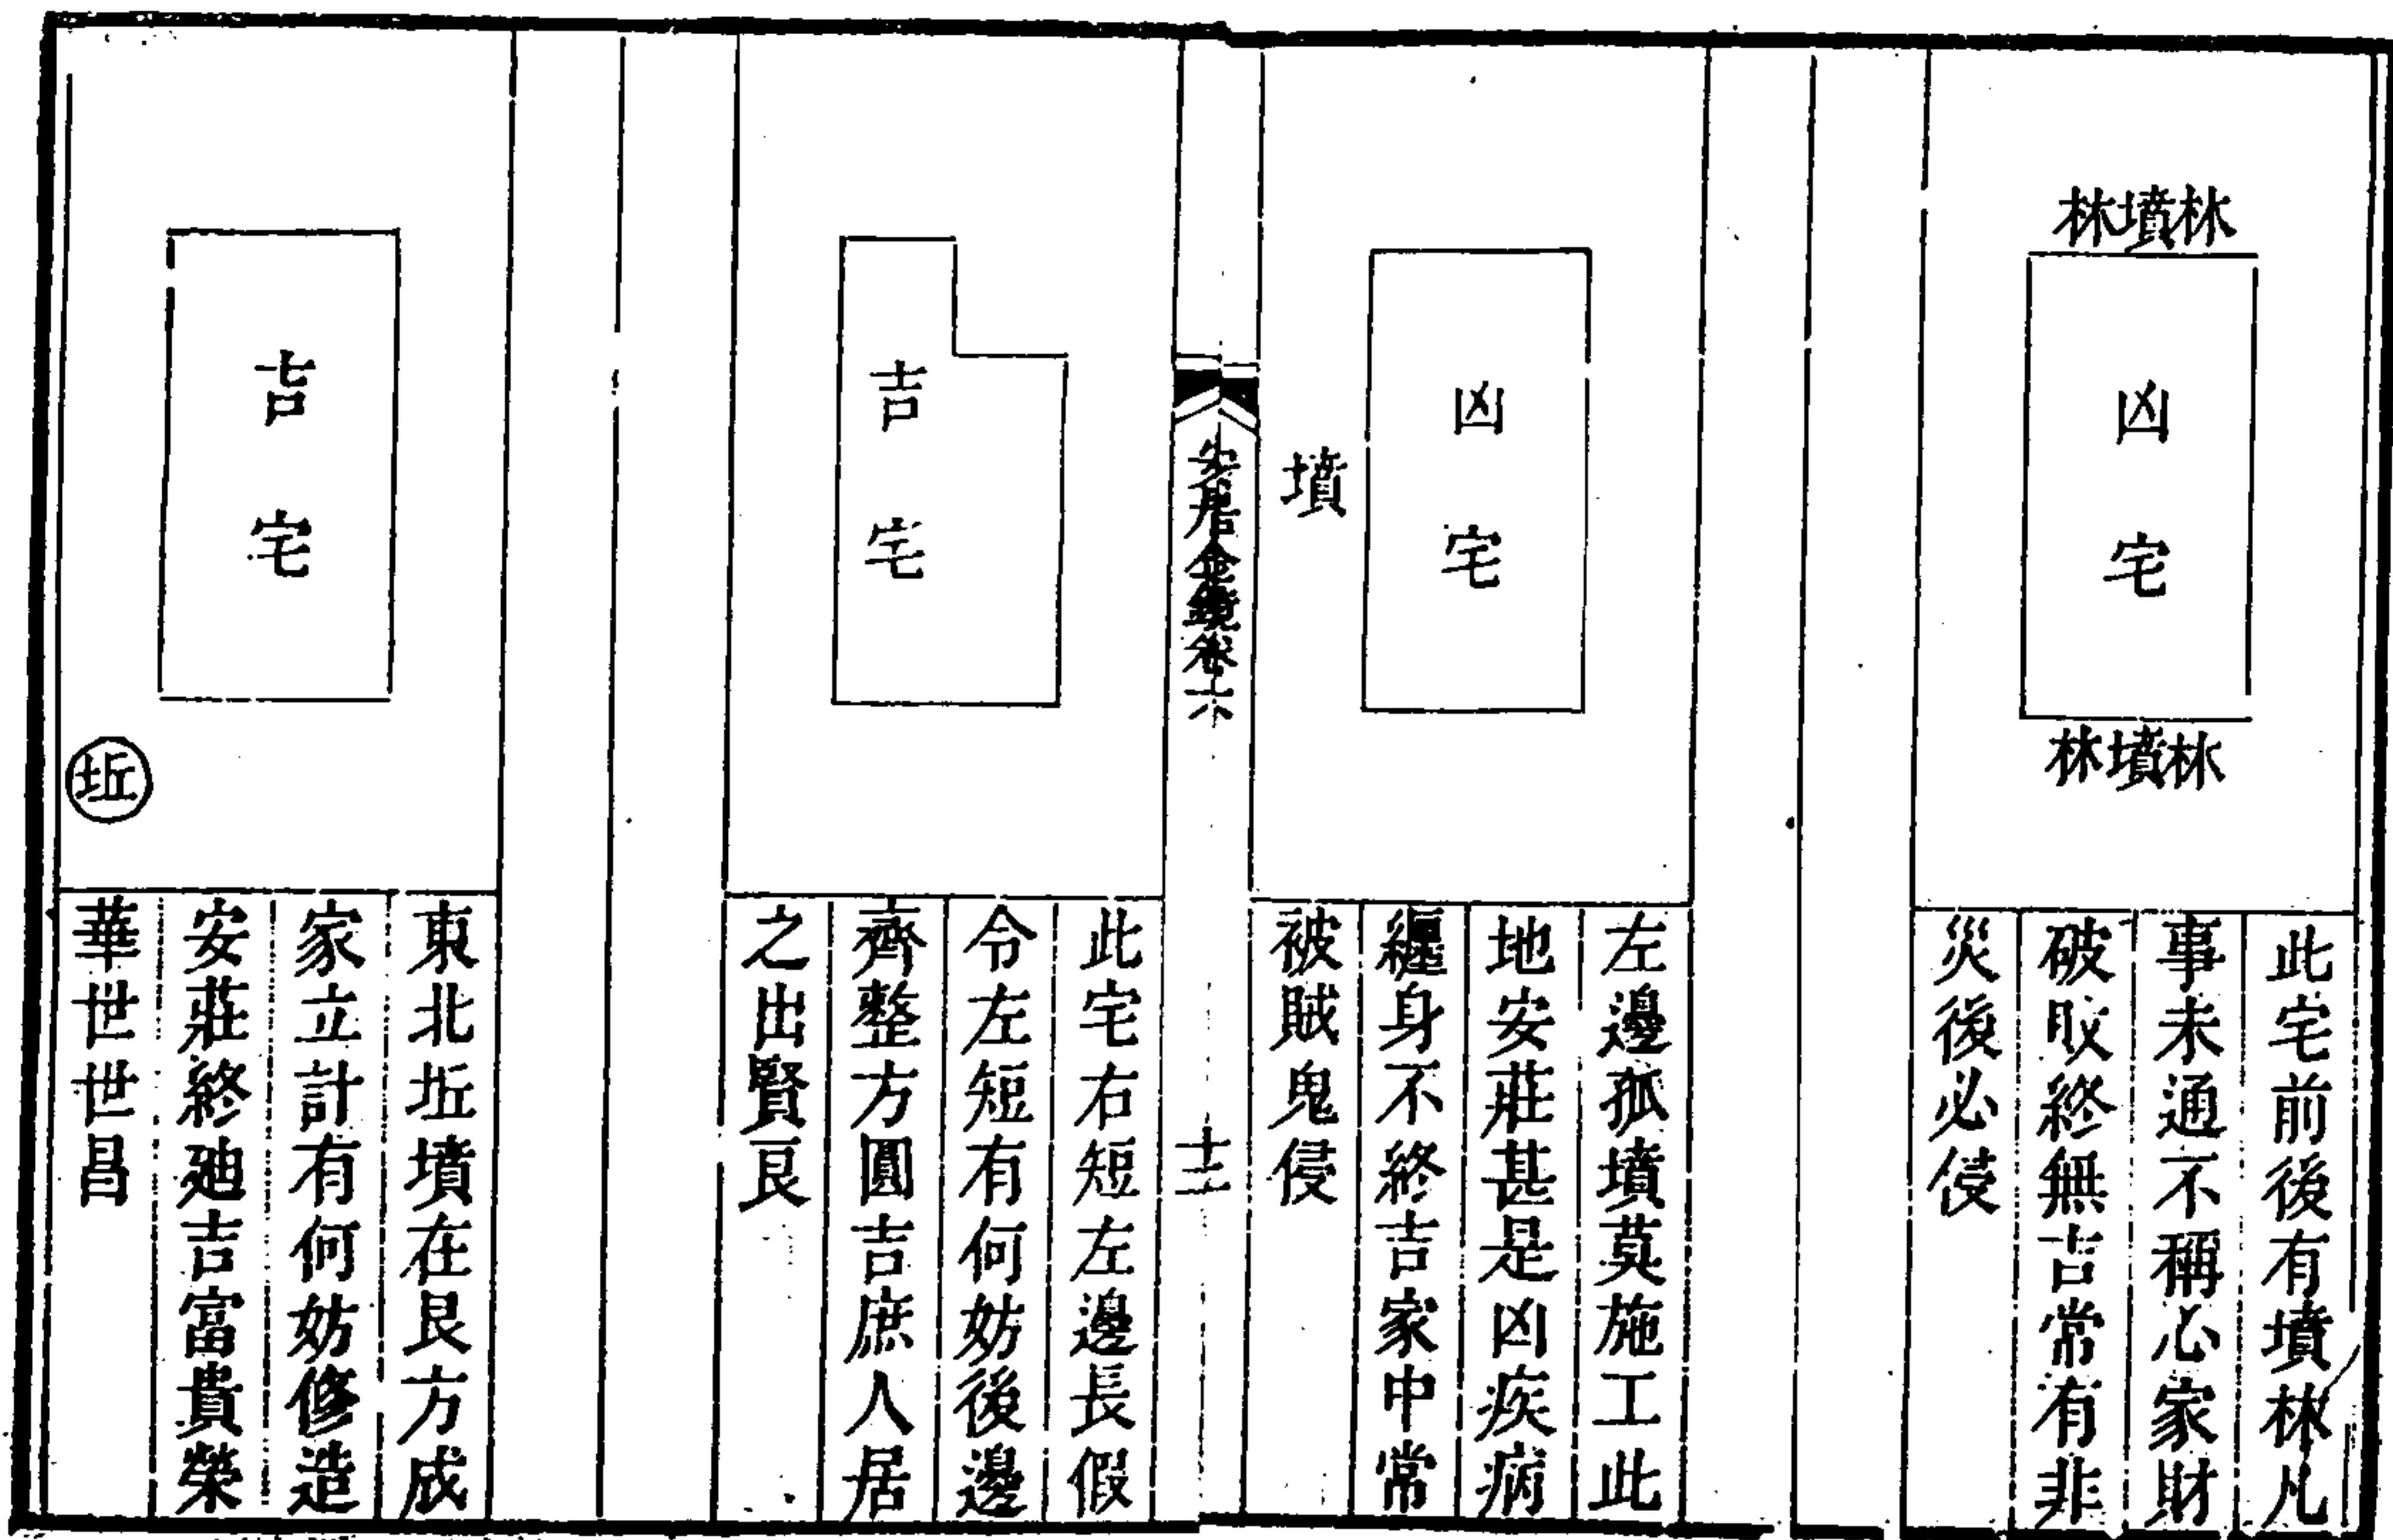 林墳林
凶宅
林墳林
此宅前後有墳林凡
事未通不稱心家財
破敗終無吉常有非
災後必侵
凶宅
墳
左邊孤墳莫施工此
地安莊甚是凶疾病
纏身不終吉家中常
被賊鬼侵
安居金鏡卷六
十二
吉宅
此宅右短左邊長假
令左短有何妨後邊
齊整方圓吉庶人居
之出賢良
吉宅
坵
東北坵墳在艮方成
家立計有何妨修造
安莊終廸吉富貴榮
華世世昌